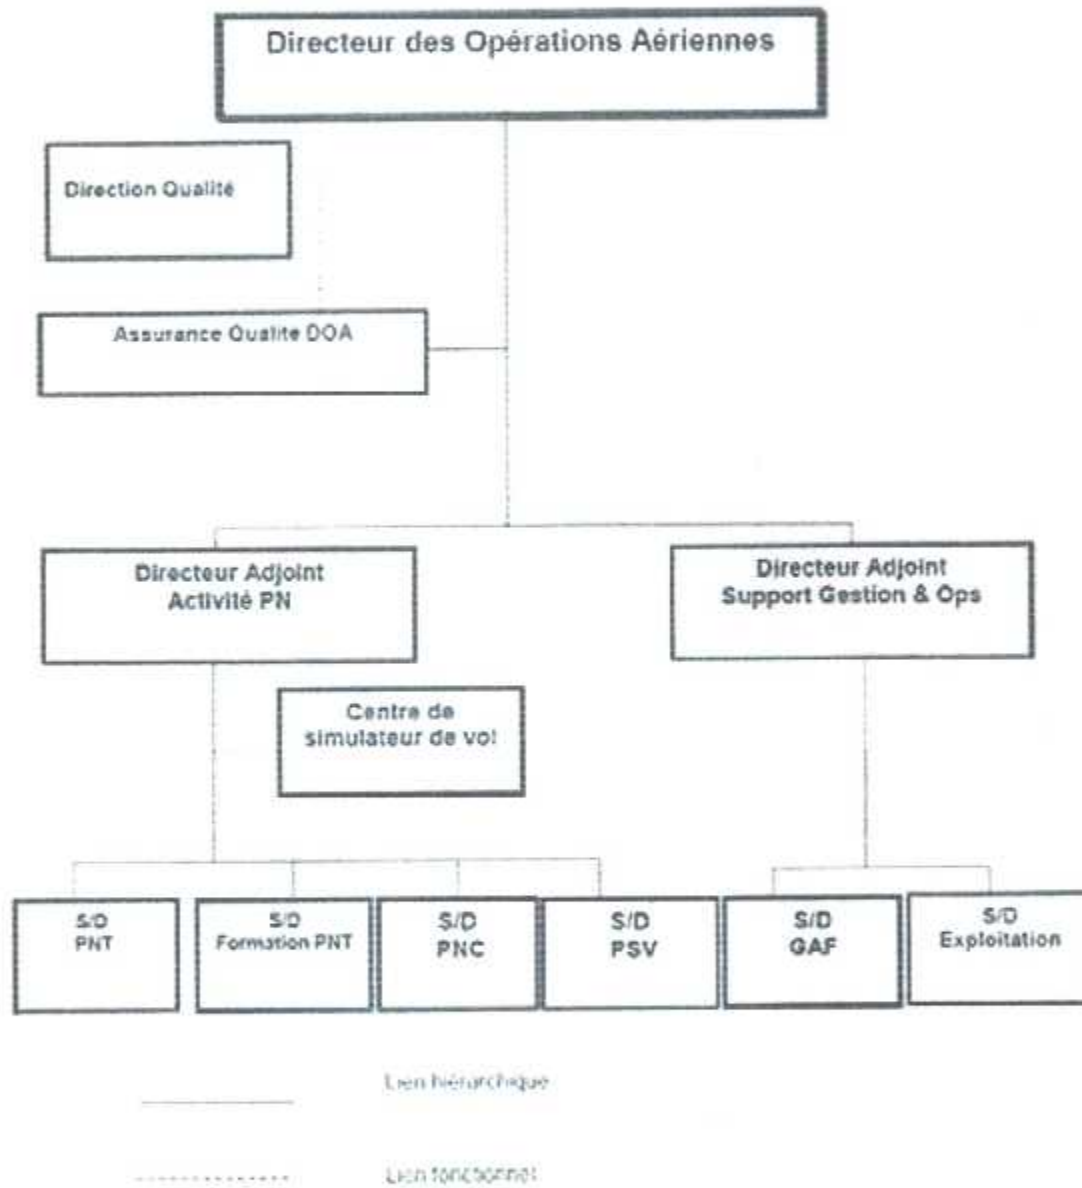 Directeur des Opérations Aériennes
Direction Qualité
Assurance Qualité DOA
Directeur Adjoint
Activité PN
Directeur Adjoint
Support Gestion & Ops
Centre de
simulateur de vol
S/D
PNT
S/D
Formation PNT
S/D
PNC
S/D
PSV
S/D
GAF
S/D
Exploitation
Lien hiérarchique
Lien fonctionnel